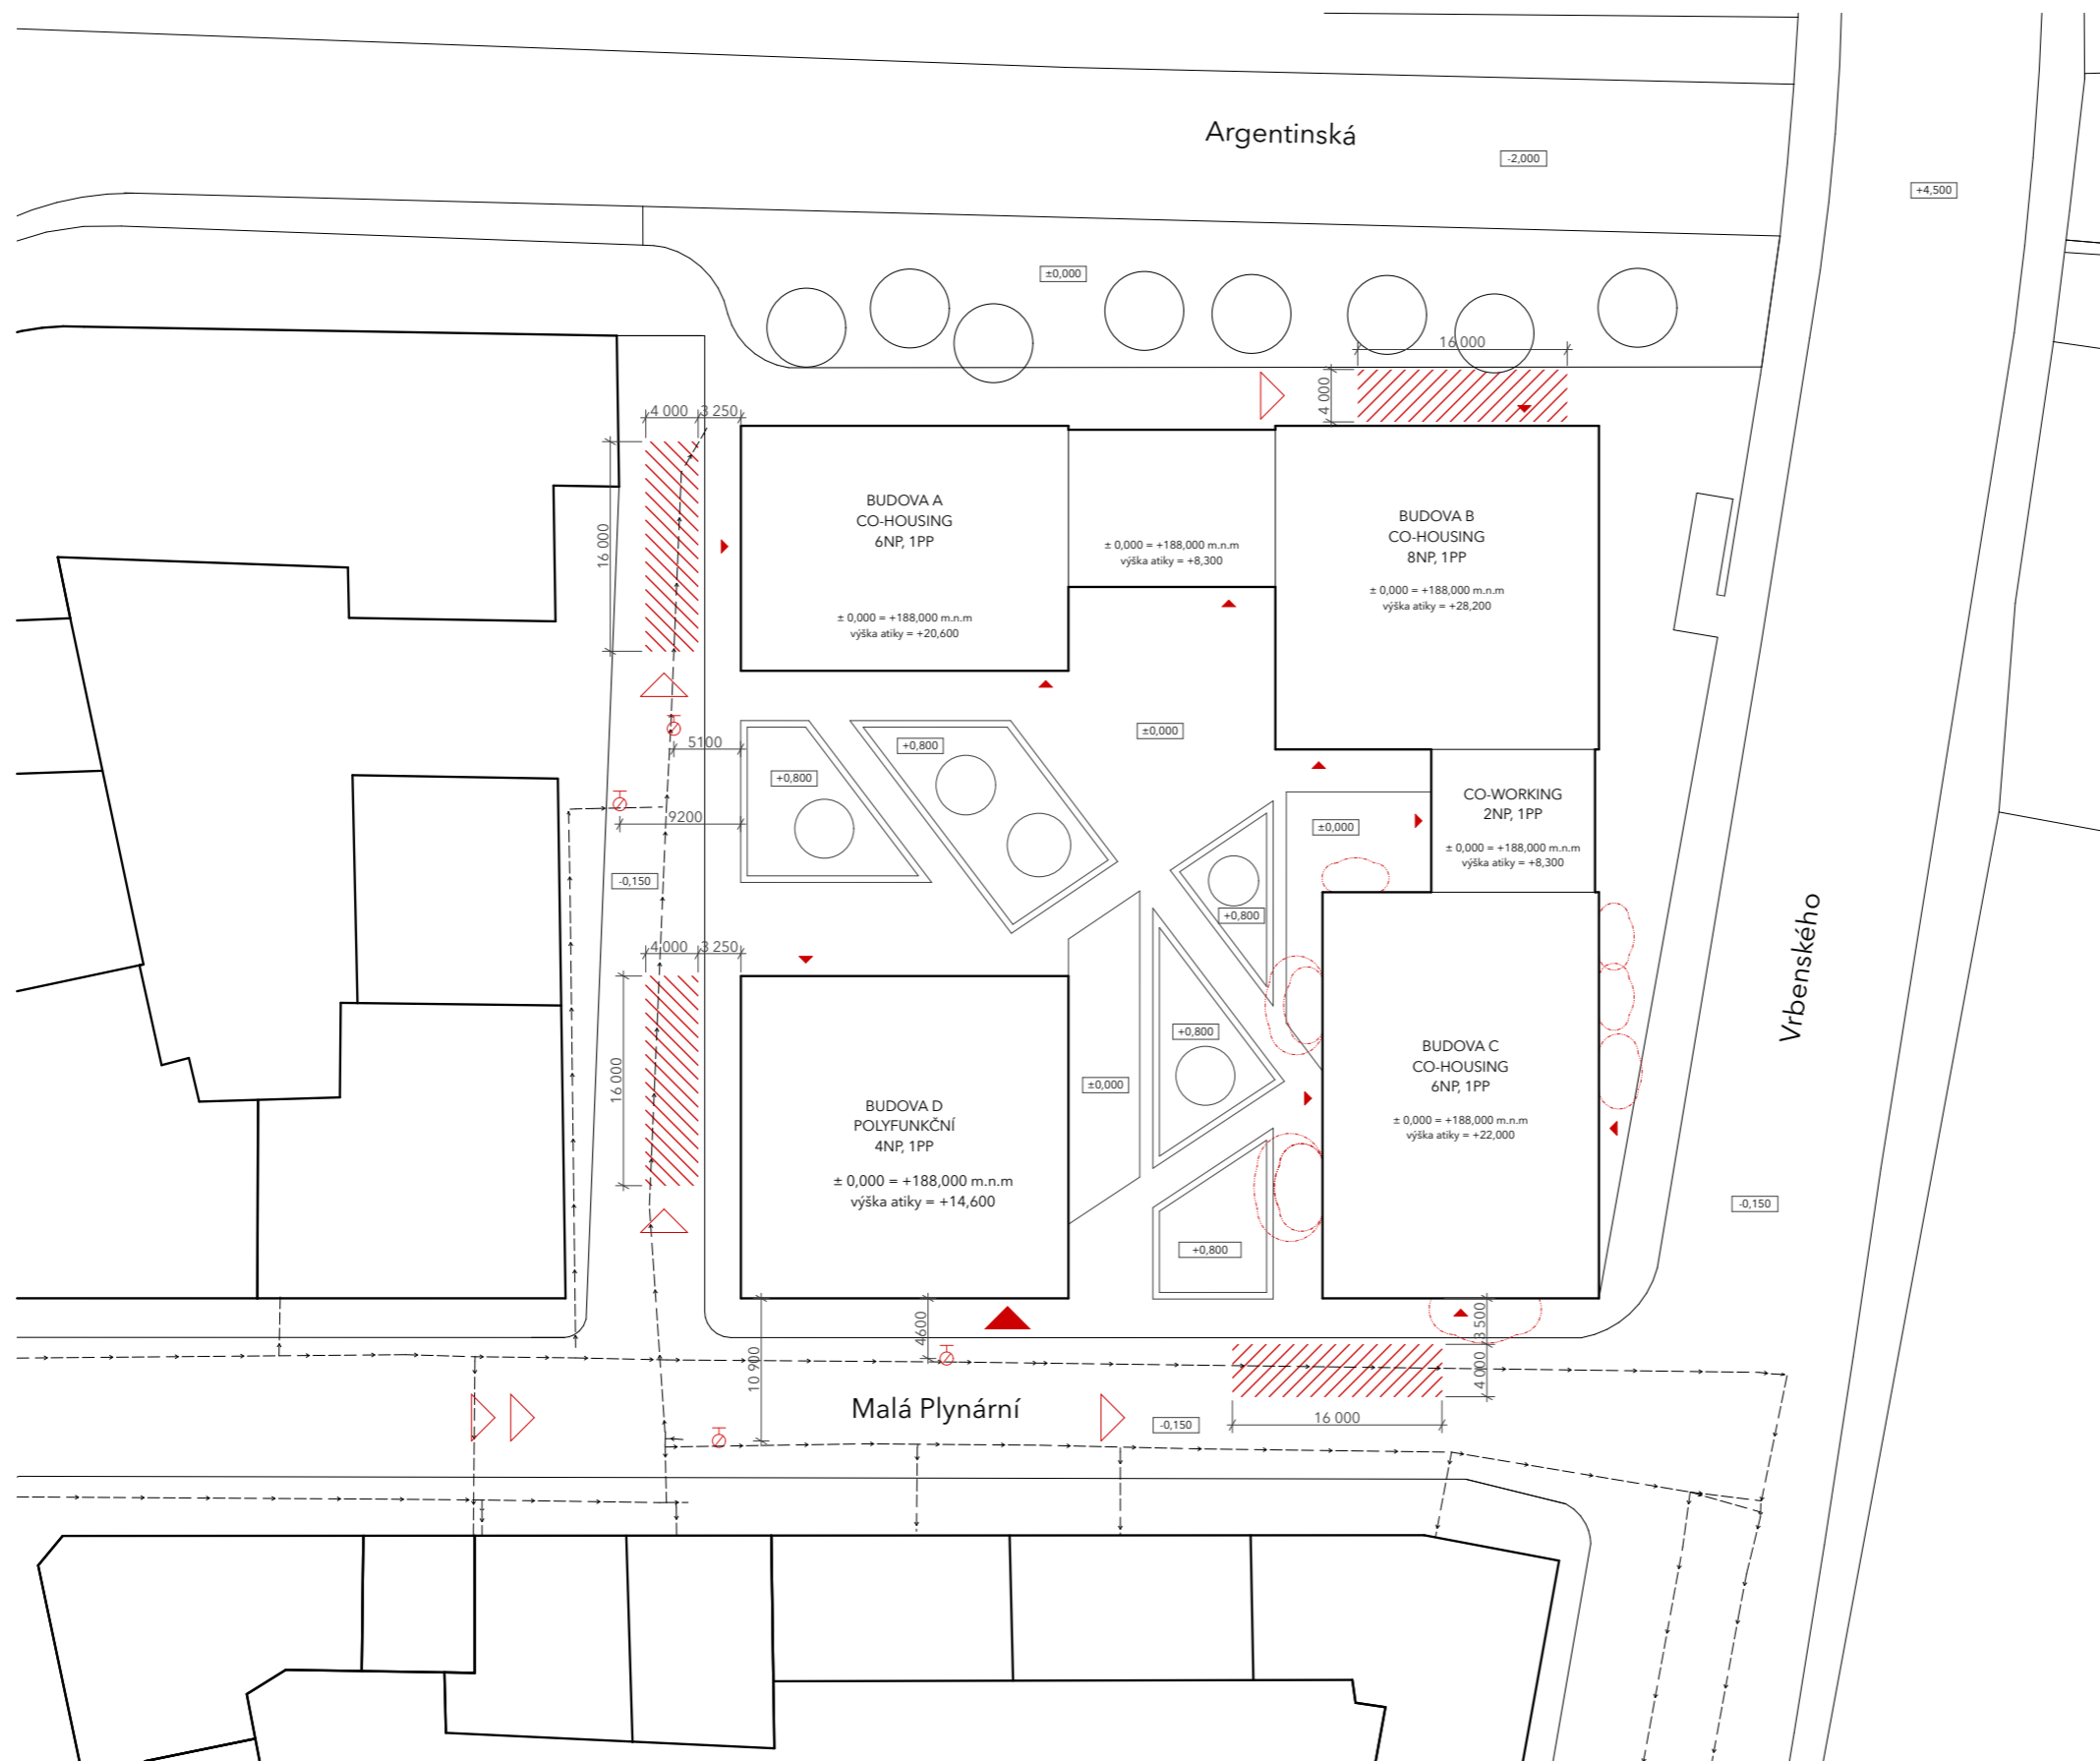 Argentinská
-2,000
+4,500
±0,000
16 000
4 000
4 000
3 250
16 000
BUDOVA A
CO-HOUSING
6NP, 1PP
± 0,000 = +188,000 m.n.m
výška atiky = +20,600
± 0,000 = +188,000 m.n.m
výška atiky = +8,300
BUDOVA B
CO-HOUSING
8NP, 1PP
± 0,000 = +188,000 m.n.m
výška atiky = +28,200
5100
+0,800
+0,800
±0,000
9200
±0,000
CO-WORKING
2NP, 1PP
± 0,000 = +188,000 m.n.m
výška atiky = +8,300
-0,150
+0,800
4 000
3 250
Vrbenského
16 000
+0,800
±0,000
BUDOVA C
CO-HOUSING
6NP, 1PP
± 0,000 = +188,000 m.n.m
výška atiky = +22,000
BUDOVA D
POLYFUNKČNÍ
4NP, 1PP
± 0,000 = +188,000 m.n.m
výška atiky = +14,600
-0,150
+0,800
4600
10 900
3 500
4 000
Malá Plynární
-0,150
16 000